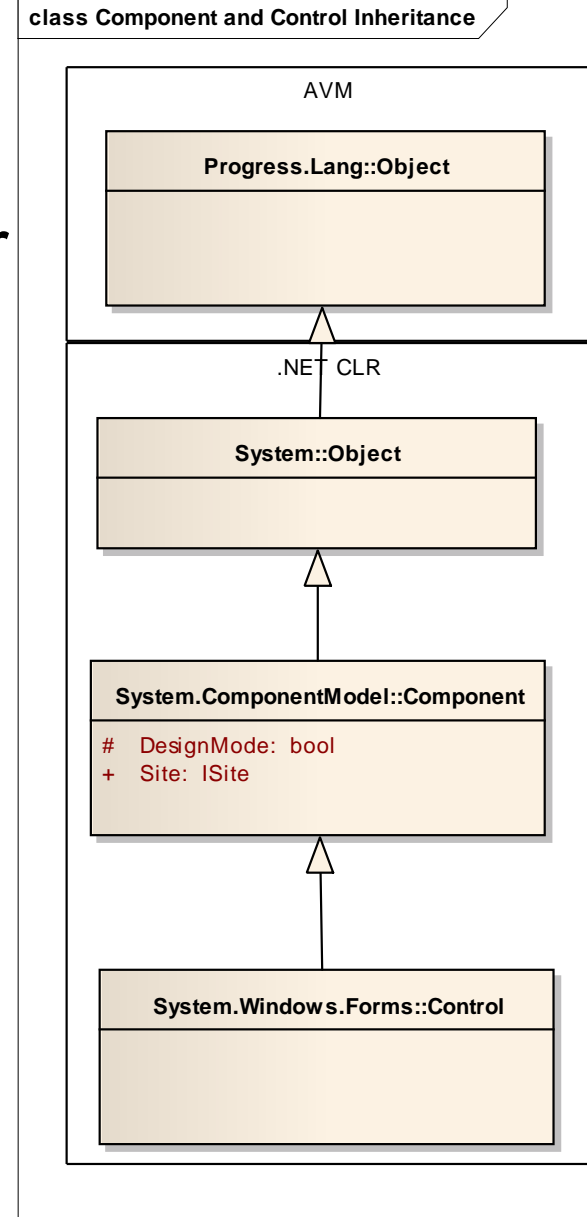 class Component and Control Inheritance
AVM
Progress.Lang::Object
.NET CLR
System::Object
System.ComponentModel::Component
# DesignMode: bool
+ Site: ISite
System.Windows.Forms::Control